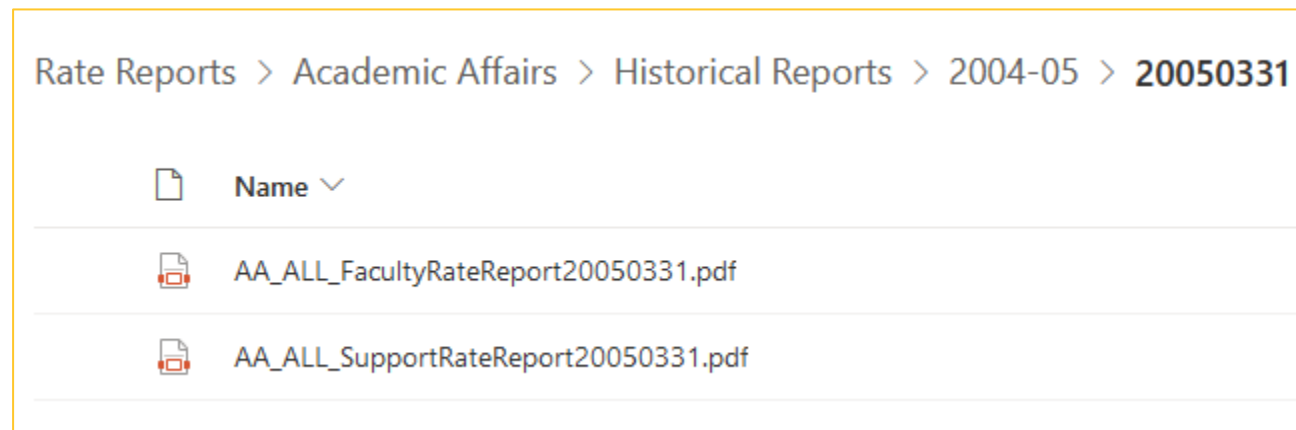 Rate Reports > Academic Affairs > Historical Reports > 2004-05 > 20050331
Name
AA_ALL_FacultyRateReport20050331.pdf
AA_ALL_SupportRateReport20050331.pdf